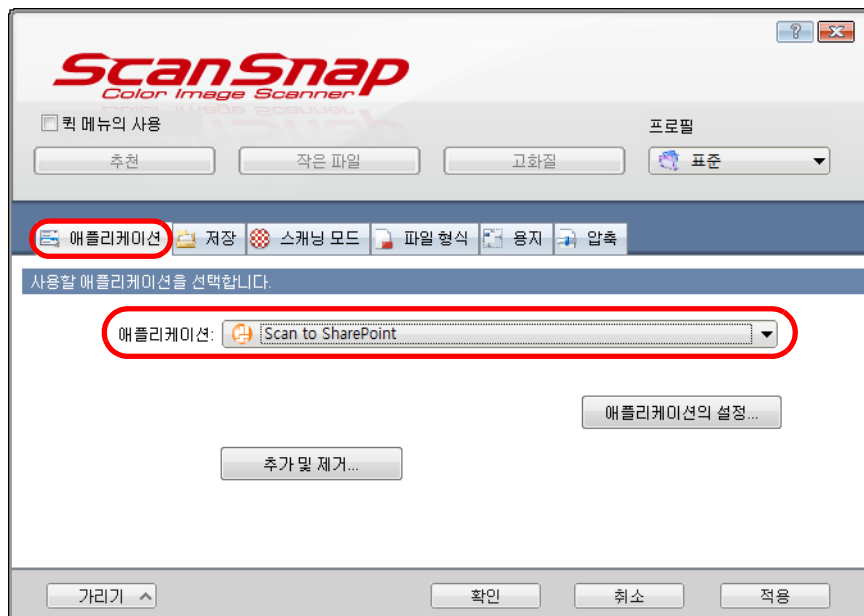 ScanSnap
Color Image Scanner
퀵 메뉴의 사용
프로필
추천 작은 파일 고화질 표준
애플리케이션 저장 스캐닝 모드 파일 형식 용지 압축
사용할 애플리케이션을 선택합니다.
애플리케이션: Scan to SharePoint
애플리케이션의 설정...
추가 및 제거...
가리기 확인 취소 적용